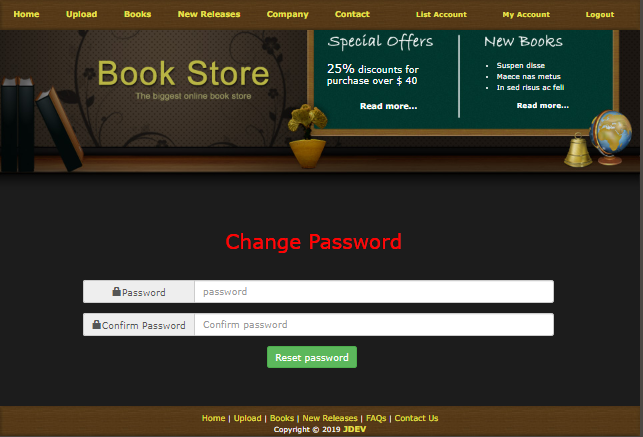 Home Upload Books New Releases Company Contact List Account My Account Logout
Book Store
The biggest online book store
Special Offers
25% discounts for
purchase over $ 40
Read more...
New Books
Suspen disse
Maece nas metus
In sed risus ac feli
Read more...
Change Password
Password password
Confirm Password Confirm password
Reset password
Home | Upload | Books | New Releases | FAQs | Contact Us
Copyright © 2019 JDEV